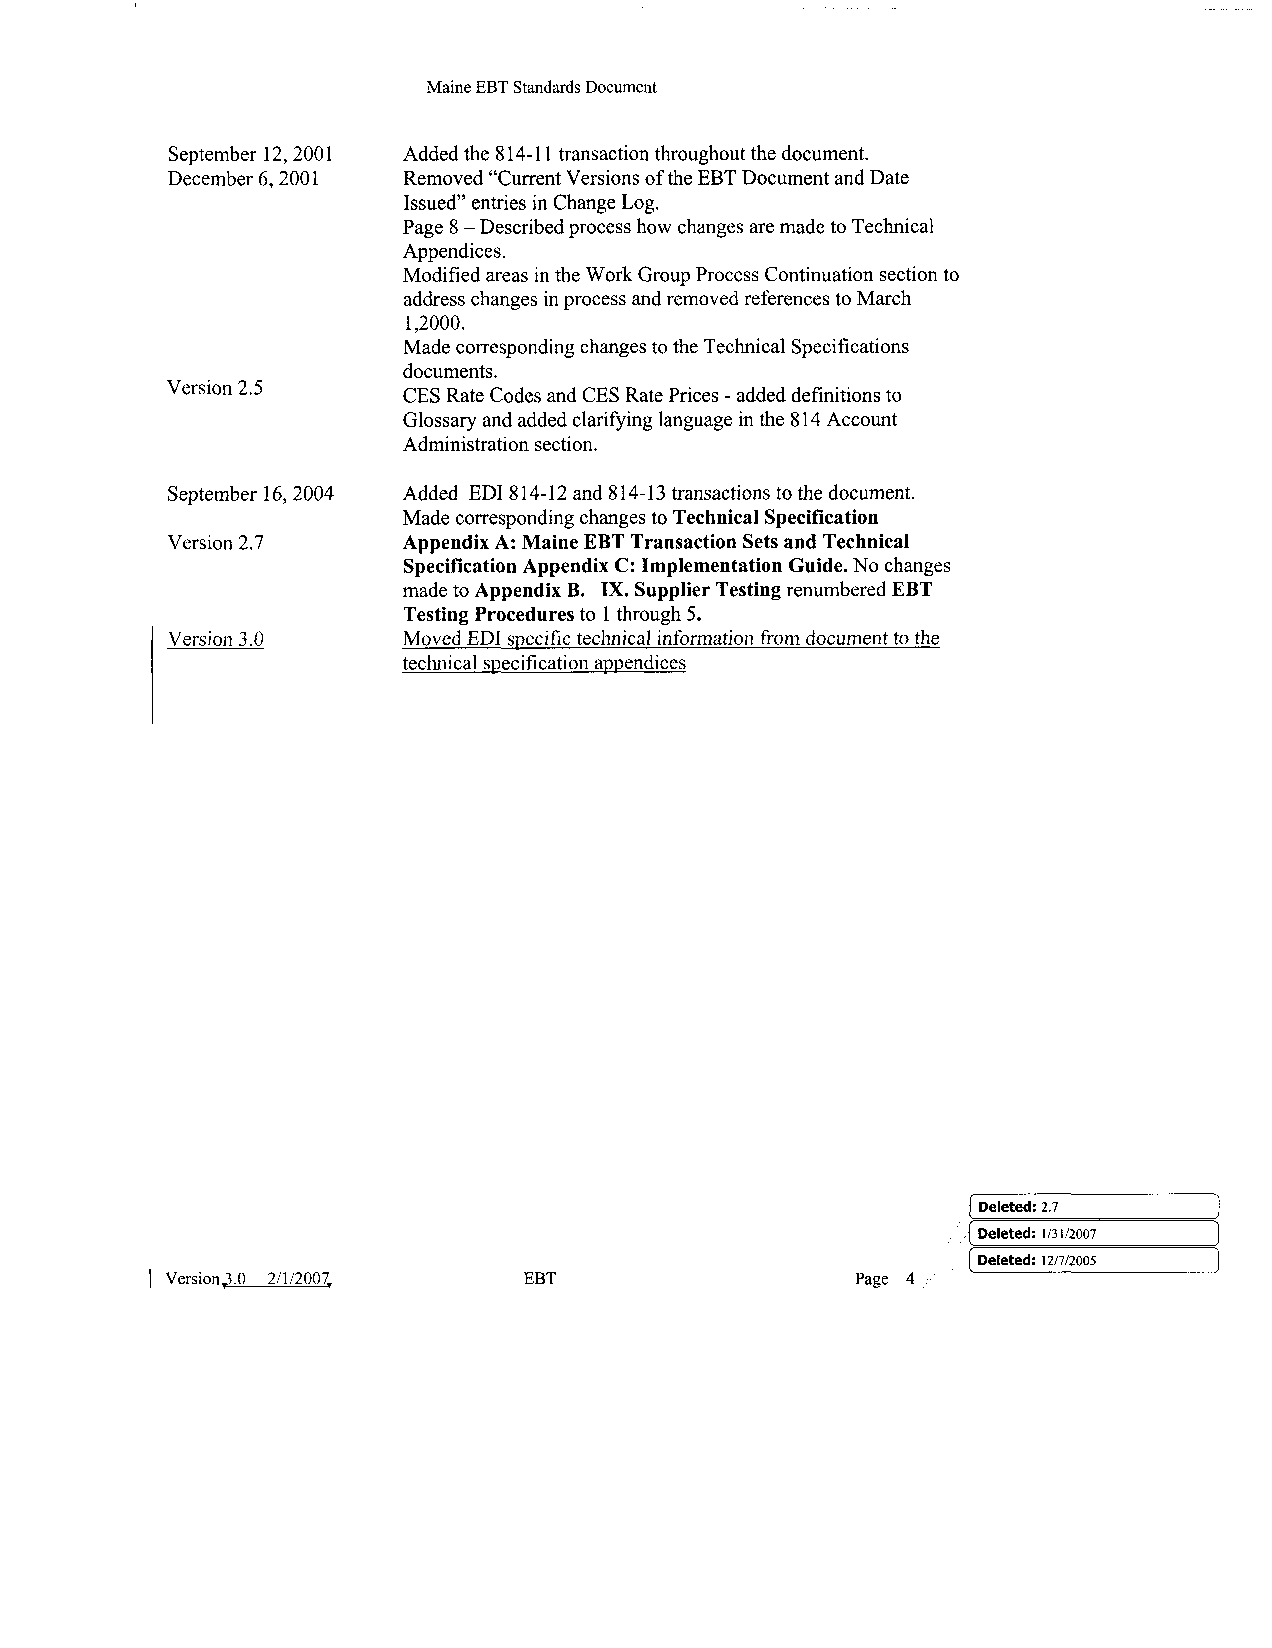 Maine EBT Standards Document
September 12, 2001 Added the 814-11 transaction throughout the document.
December 6, 2001 Removed “Current Versions of the EBT Document and Date
Issued” entries in Change Log.
Page 8 – Described process how changes are made to Technical
Appendices.
Modified areas in the Work Group Process Continuation section to
address changes in process and removed references to March
1,2000.
Made corresponding changes to the Technical Specifications
documents.
Version 2.5 CES Rate Codes and CES Rate Prices - added definitions to
Glossary and added clarifying language in the 814 Account
Administration section.
September 16, 2004 Added EDI 814-12 and 814-13 transactions to the document.
Made corresponding changes to Technical Specification
Version 2.7 Appendix A: Maine EBT Transaction Sets and Technical
Specification Appendix C: Implementation Guide. No changes
made to Appendix B. IX. Supplier Testing renumbered EBT
Testing Procedures to 1 through 5.
Version 3.0 Moved EDI specific technical information from document to the
technical specification appendices
Deleted: 2.7
Deleted: 1/31/2007
Deleted: 12/7/2005
Version 3.0 2/1/2007 EBT Page 4